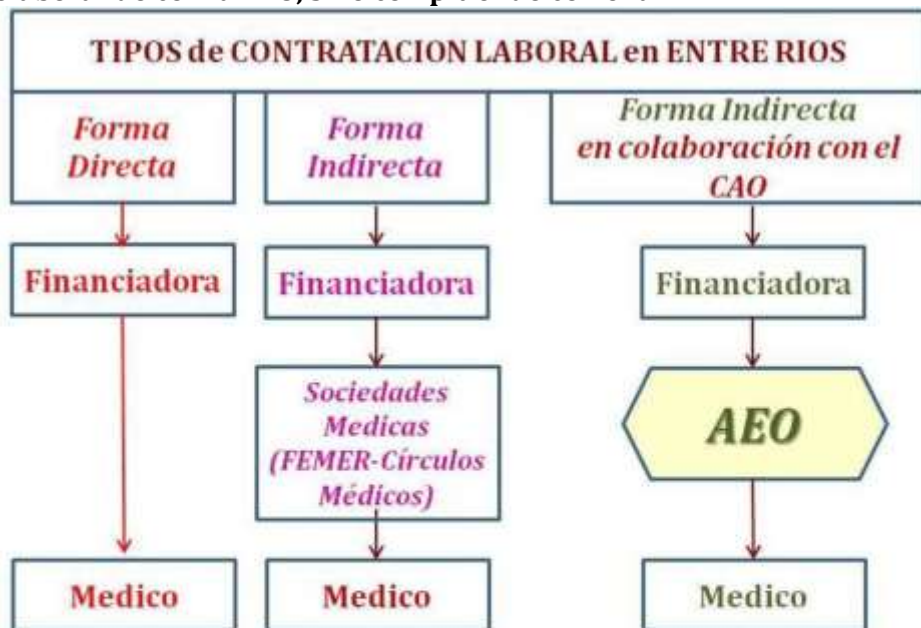 TIPOS de CONTRATACION LABORAL en ENTRE RIOS
Forma
Directa
Forma
Indirecta
Forma Indirecta
en colaboración con el
CAO
Financiadora
Financiadora
Financiadora
Sociedades
Medicas
(FEMER-Círculos
Médicos)
AEO
Medico
Medico
Medico